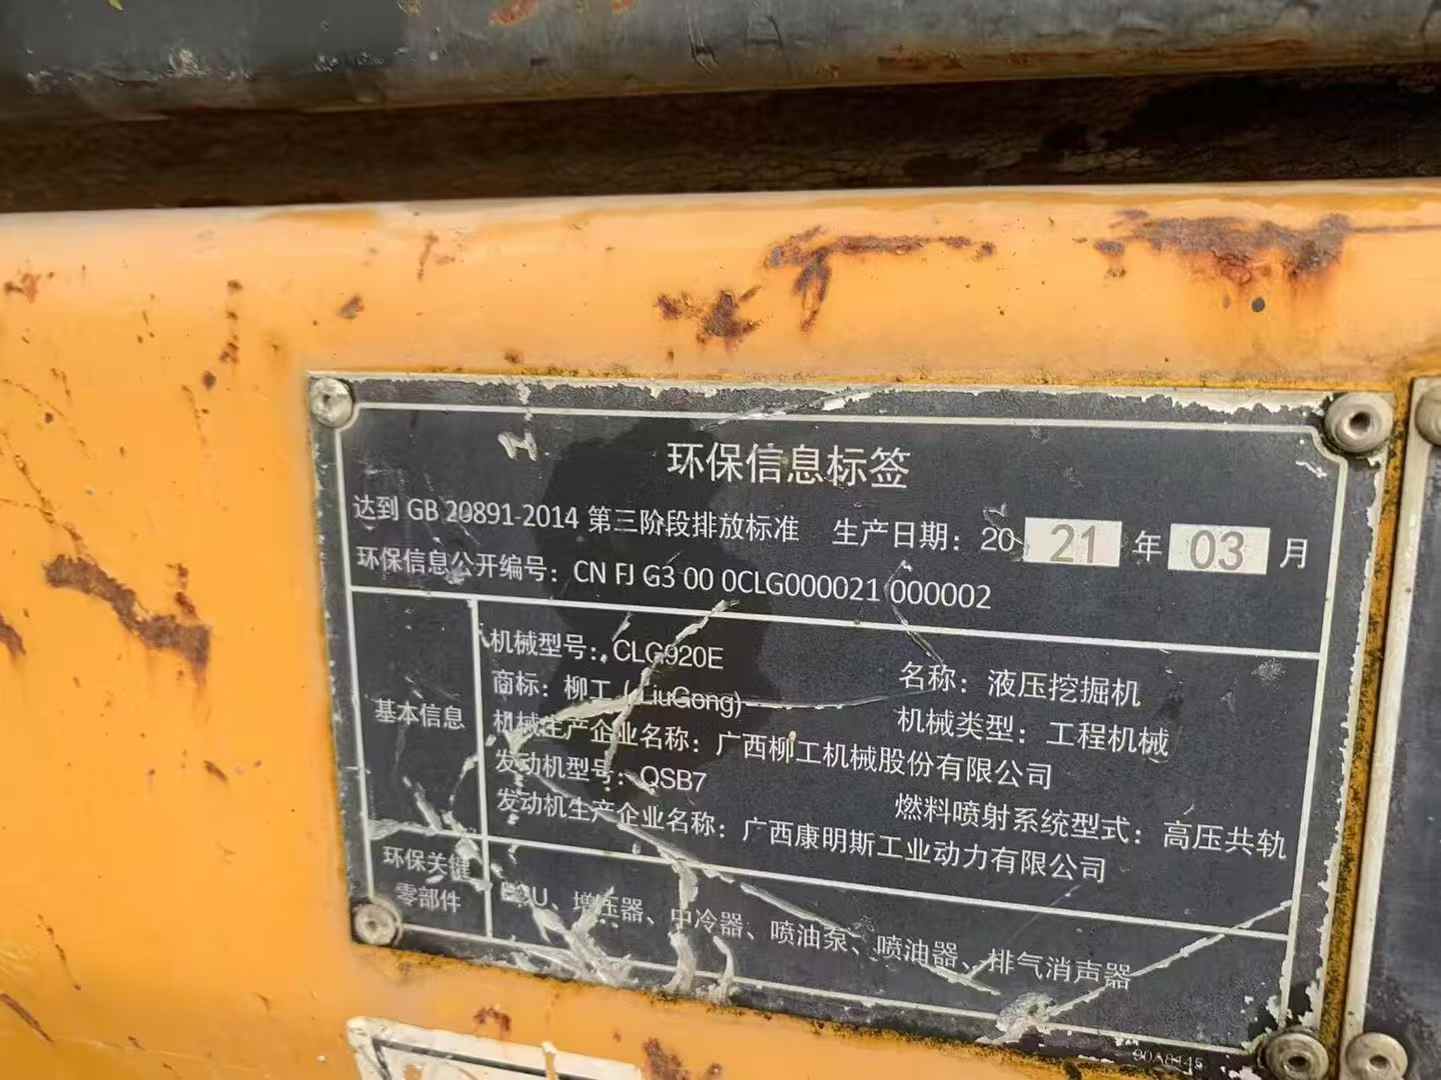 环保信息标签
达到 GB 20891-2014 第三阶段排放标准 生产日期：20 21 年 03 月
环保信息公开编号：CN FJ G3 00 0CLG000021 000002
基本信息
机械型号：CLG920E 名称：液压挖掘机
商标：柳工（LiuGong) 机械类型：工程机械
机械生产企业名称：广西柳工机械股份有限公司
发动机型号：QSB7 燃料喷射系统型式：高压共轨
发动机生产企业名称：广西康明斯工业动力有限公司
环保关键
零部件
ECU、增压器、中冷器、喷油泵、喷油器、排气消声器
90A8145